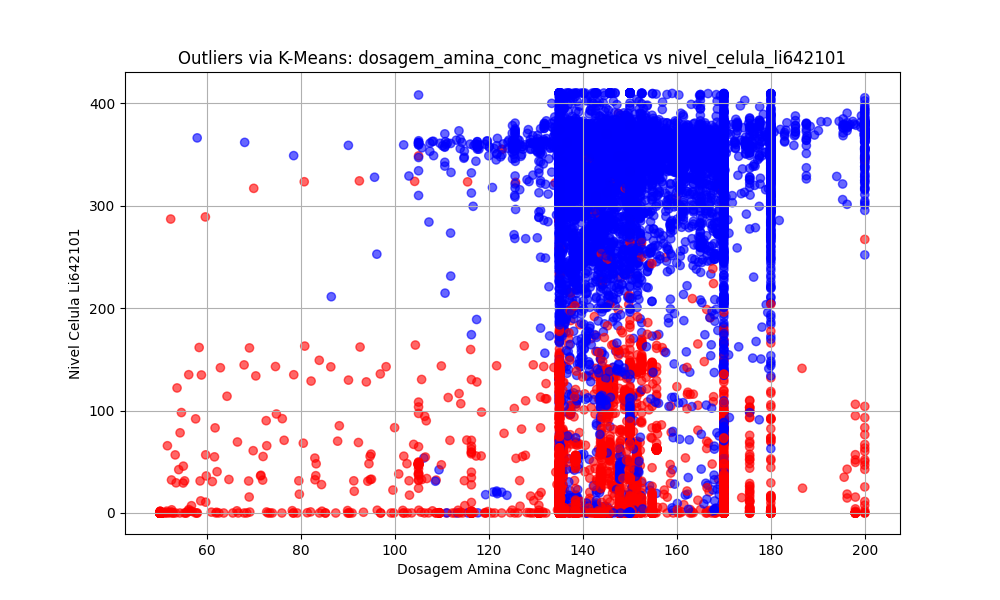 Outliers via K-Means: dosagem_amina_conc_magnetica vs nivel_celula_li642101
Nivel Celula Li642101
400
300
200
100
0
60 80 100 120 140 160 180 200
Dosagem Amina Conc Magnetica